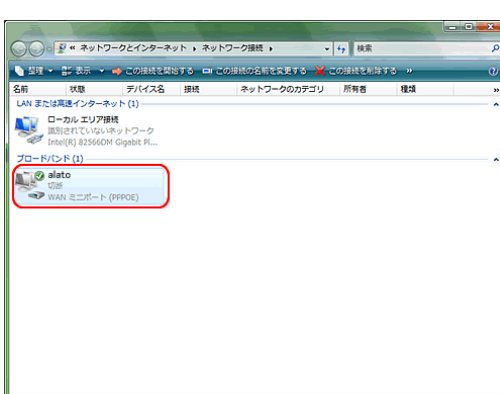 « ネットワークとインターネット ▸ ネットワーク接続 ▸ 検索
整理 表示 この接続を開始する この接続の名前を変更する この接続を削除する »
名前 状態 デバイス名 接続 ネットワークのカテゴリ 所有者 種類 »
LAN または高速インターネット (1)
ローカル エリア接続
識別されていないネットワーク
Intel(R) 82566DM Gigabit Pl...
ブロードバンド (1)
alato
切断
WAN ミニポート (PPPOE)